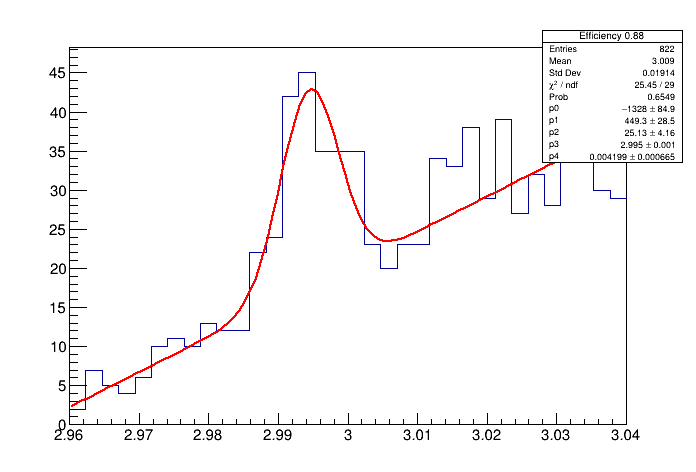 Efficiency 0.88
Entries 822
Mean 3.009
Std Dev 0.01914
χ² / ndf 25.45 / 29
Prob 0.6549
p0 −1328 ± 84.9
p1 449.3 ± 28.5
p2 25.13 ± 4.16
p3 2.995 ± 0.001
p4 0.004199 ± 0.000665
45
40
35
30
25
20
15
10
5
0
2.96 2.97 2.98 2.99 3 3.01 3.02 3.03 3.04